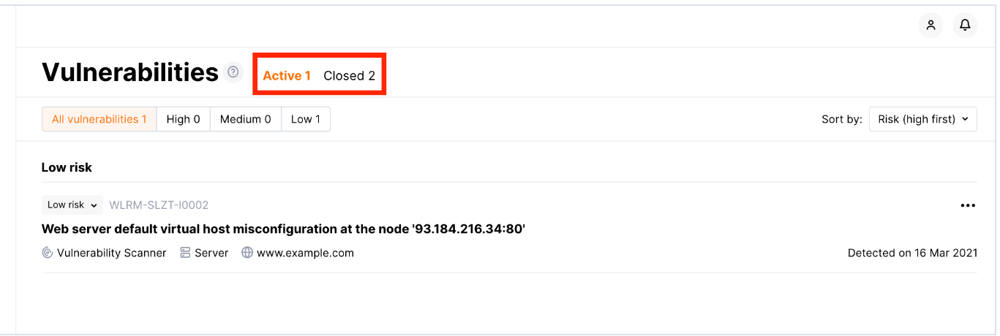 Vulnerabilities Active 1 Closed 2
All vulnerabilities 1 High 0 Medium 0 Low 1 Sort by: Risk (high first)
Low risk
Low risk WLRM-SLZT-I0002
Web server default virtual host misconfiguration at the node '93.184.216.34:80'
Vulnerability Scanner Server www.example.com Detected on 16 Mar 2021